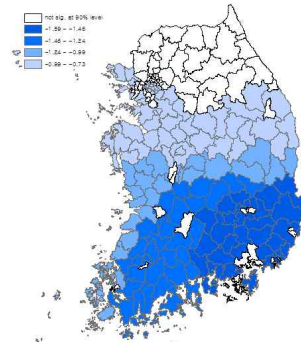 not sig. at 90% level
-1.59 - -1.46
-1.46 - -1.24
-1.24 - -0.99
-0.99 - -0.73